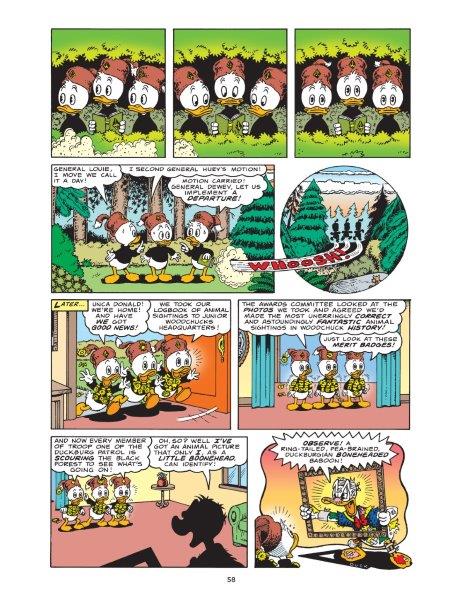 GENERAL LOUIE,
I MOVE WE CALL
IT A DAY!
I SECOND GENERAL HUEY'S MOTION!
MOTION CARRIED!
GENERAL DEWEY, LET US
IMPLEMENT A
DEPARTURE!
WHOOSH!
LATER...
UNCA DONALD!
WE'RE HOME!
AND HAVE
WE GOT
GOOD NEWS!
WE TOOK OUR
LOGBOOK OF ANIMAL
SIGHTINGS TO JUNIOR
WOODCHUCKS
HEADQUARTERS!
THE AWARDS COMMITTEE LOOKED AT THE
PHOTOS WE TOOK AND AGREED WE'D
MADE THE MOST UNERRINGLY CORRECT
AND ASTOUNDINGLY FANTASTIC ANIMAL
SIGHTINGS IN WOODCHUCK HISTORY!
JUST LOOK AT THESE
MERIT BADGES!
AND NOW EVERY MEMBER
OF TROOP ONE OF THE
DUCKBURG PATROL IS
SCOURING THE BLACK
FOREST TO SEE WHAT'S
GOING ON!
OH, SO? WELL I'VE
GOT AN ANIMAL PICTURE
THAT ONLY I, AS A
LITTLE BOONEHEAD,
CAN IDENTIFY!
OBSERVE! A
RING-TAILED, PEA-BRAINED,
DUCKBURGIAN BONEHEADED
BABOON!
DUCK
58